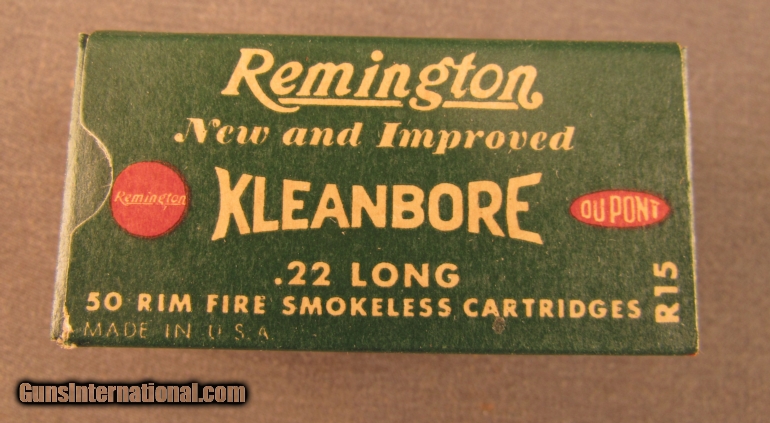 Remington
New and Improved
Remington
KLEANBORE
DU PONT
.22 LONG
50 RIM FIRE SMOKELESS CARTRIDGES
R15
MADE IN U.S.A.
GunsInternational.com